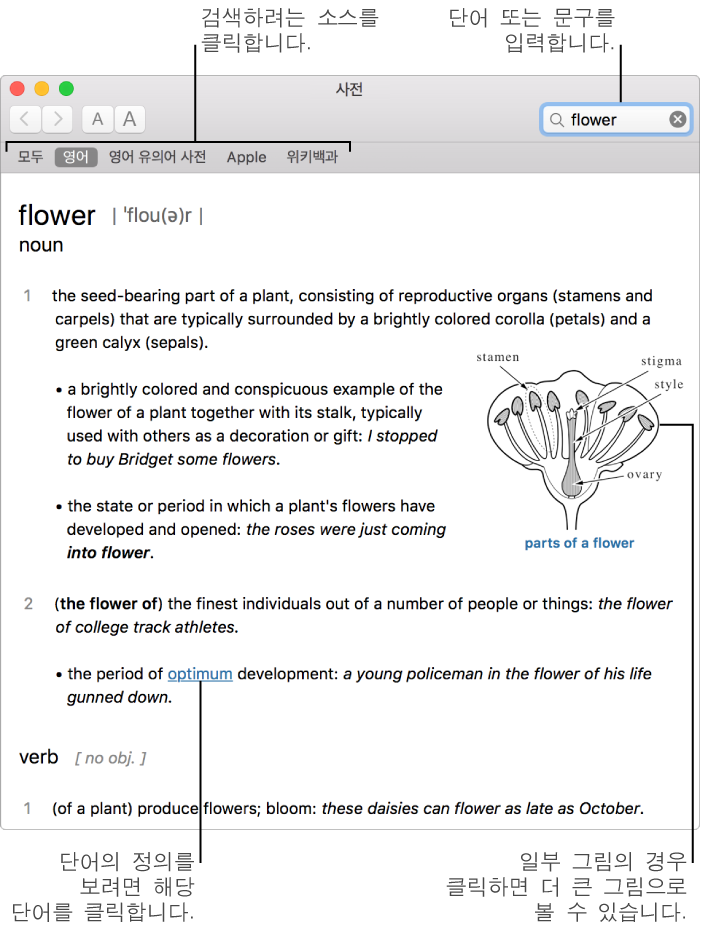 검색하려는 소스를
클릭합니다.
단어 또는 문구를
입력합니다.
사전
A A
flower
모두 영어 영어 유의어 사전 Apple 위키백과
flower | ˈflou(ə)r |
noun
1 the seed-bearing part of a plant, consisting of reproductive organs (stamens and
carpels) that are typically surrounded by a brightly colored corolla (petals) and a
green calyx (sepals).
• a brightly colored and conspicuous example of the
flower of a plant together with its stalk, typically
used with others as a decoration or gift: I stopped
to buy Bridget some flowers.
• the state or period in which a plant's flowers have
developed and opened: the roses were just coming
into flower.
stamen
stigma
style
ovary
parts of a flower
2 (the flower of) the finest individuals out of a number of people or things: the flower
of college track athletes.
• the period of optimum development: a young policeman in the flower of his life
gunned down.
verb [ no obj. ]
1 (of a plant) produce flowers; bloom: these daisies can flower as late as October.
단어의 정의를
보려면 해당
단어를 클릭합니다.
일부 그림의 경우
클릭하면 더 큰 그림으로
볼 수 있습니다.